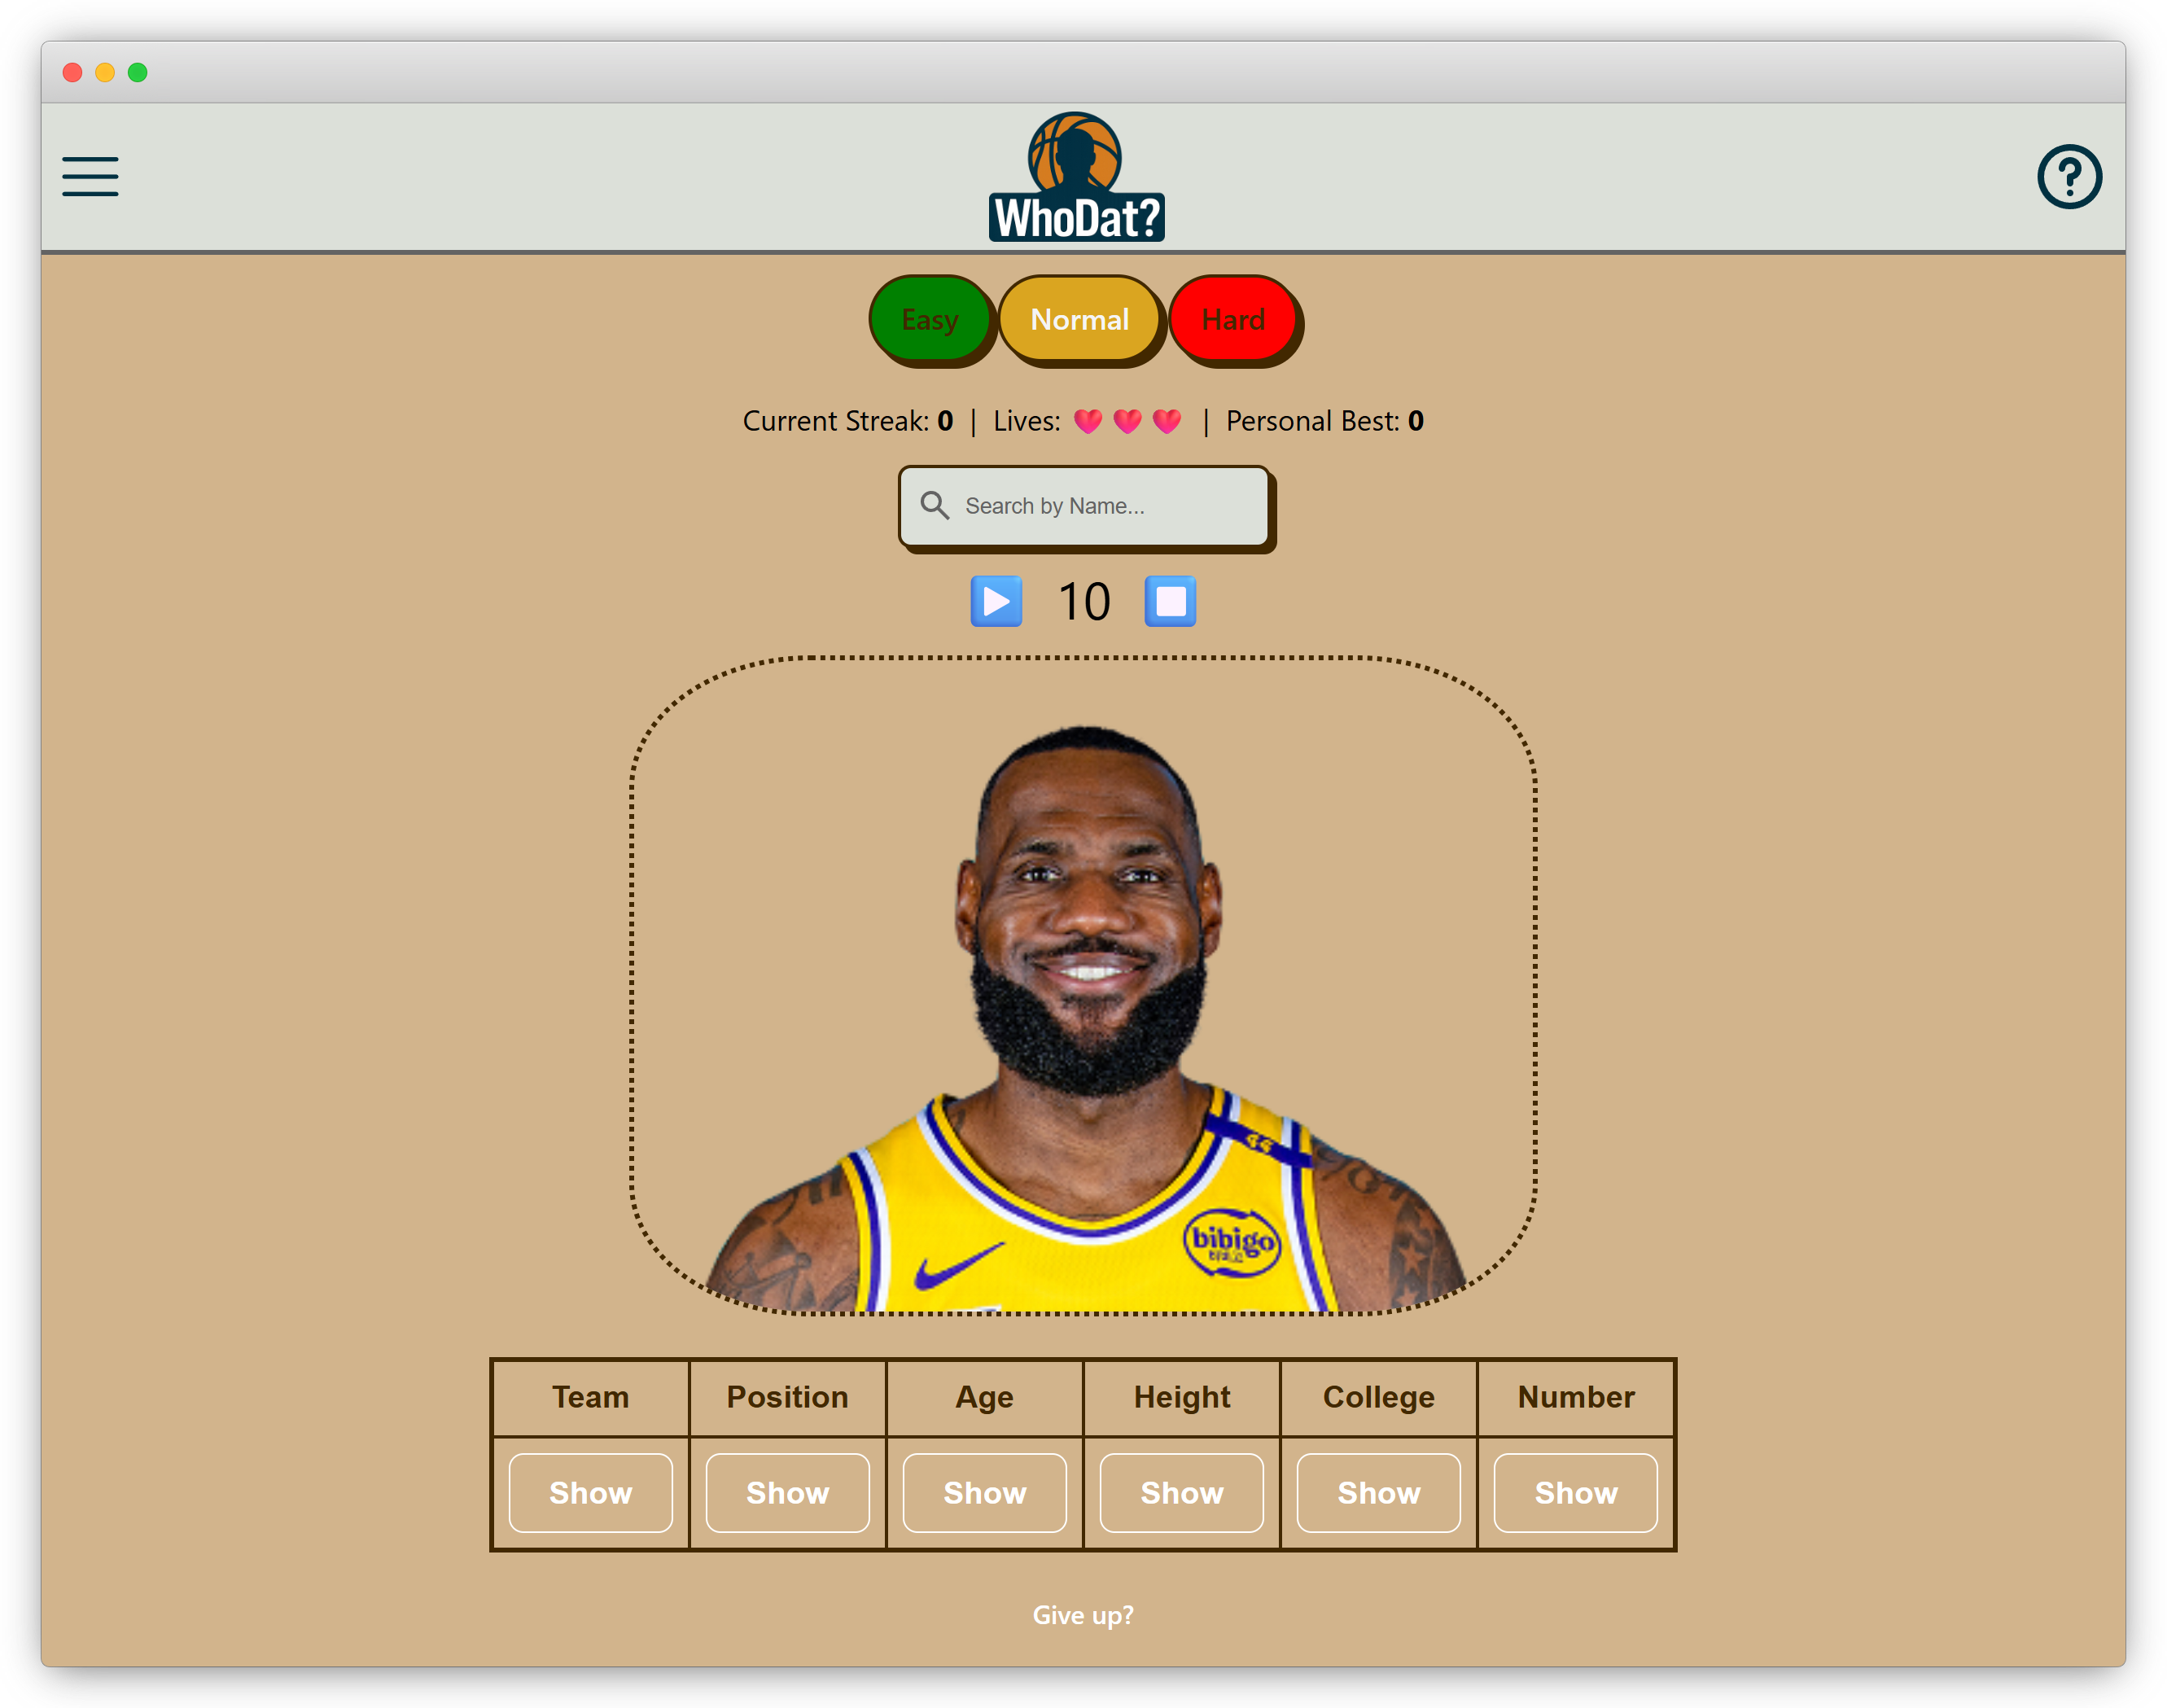 WhoDat?
Easy Normal Hard
Current Streak: 0 | Lives: | Personal Best: 0
Search by Name...
10
44
bibigo
Team Position Age Height College Number
Show Show Show Show Show Show
Give up?